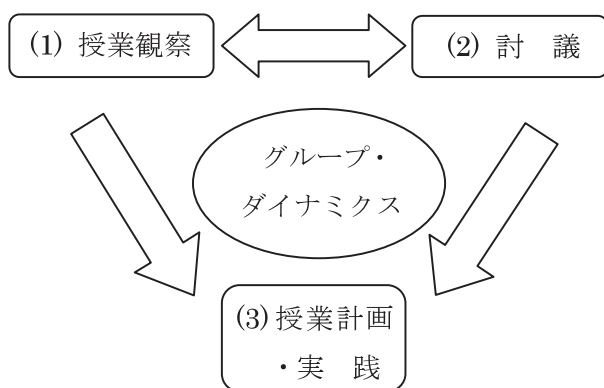 (1) 授業観察
(2) 討　議
グループ・
ダイナミクス
(3) 授業計画
・実　践